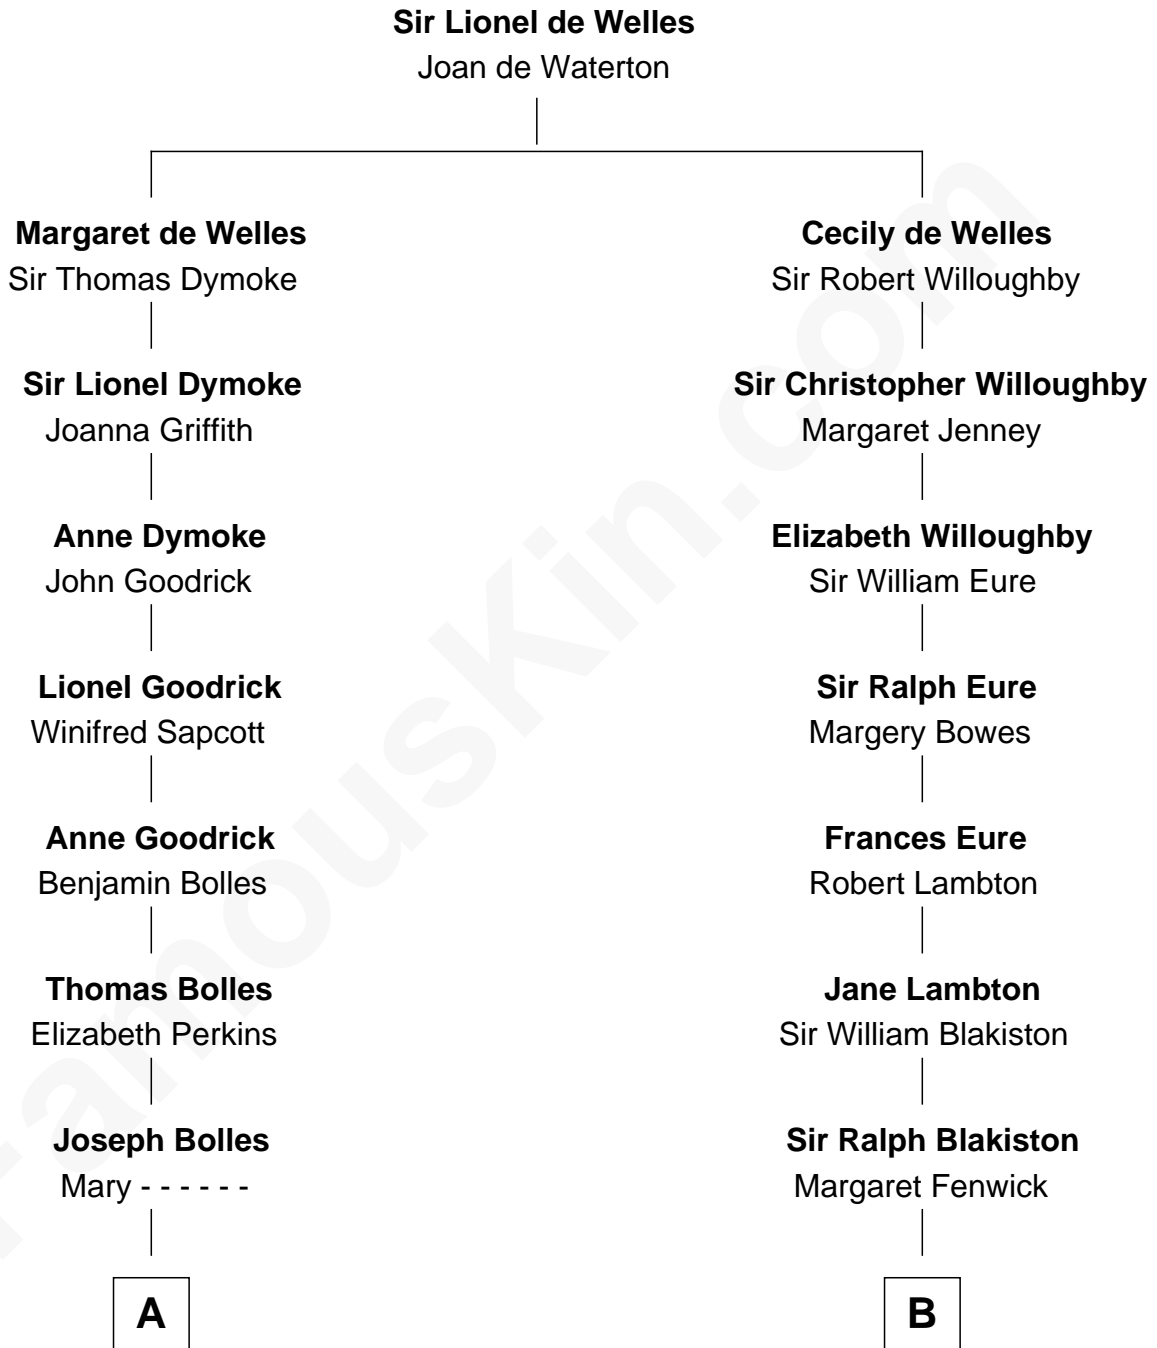 Sir Lionel de Welles
Joan de Waterton
Margaret de Welles
Sir Thomas Dymoke
Cecily de Welles
Sir Robert Willoughby
Sir Lionel Dymoke
Joanna Griffith
Sir Christopher Willoughby
Margaret Jenney
Anne Dymoke
John Goodrick
Elizabeth Willoughby
Sir William Eure
Lionel Goodrick
Winifred Sapcott
Sir Ralph Eure
Margery Bowes
Anne Goodrick
Benjamin Bolles
Frances Eure
Robert Lambton
Thomas Bolles
Elizabeth Perkins
Jane Lambton
Sir William Blakiston
Joseph Bolles
Mary - - - - - -
Sir Ralph Blakiston
Margaret Fenwick
A
B
FamousKin.com